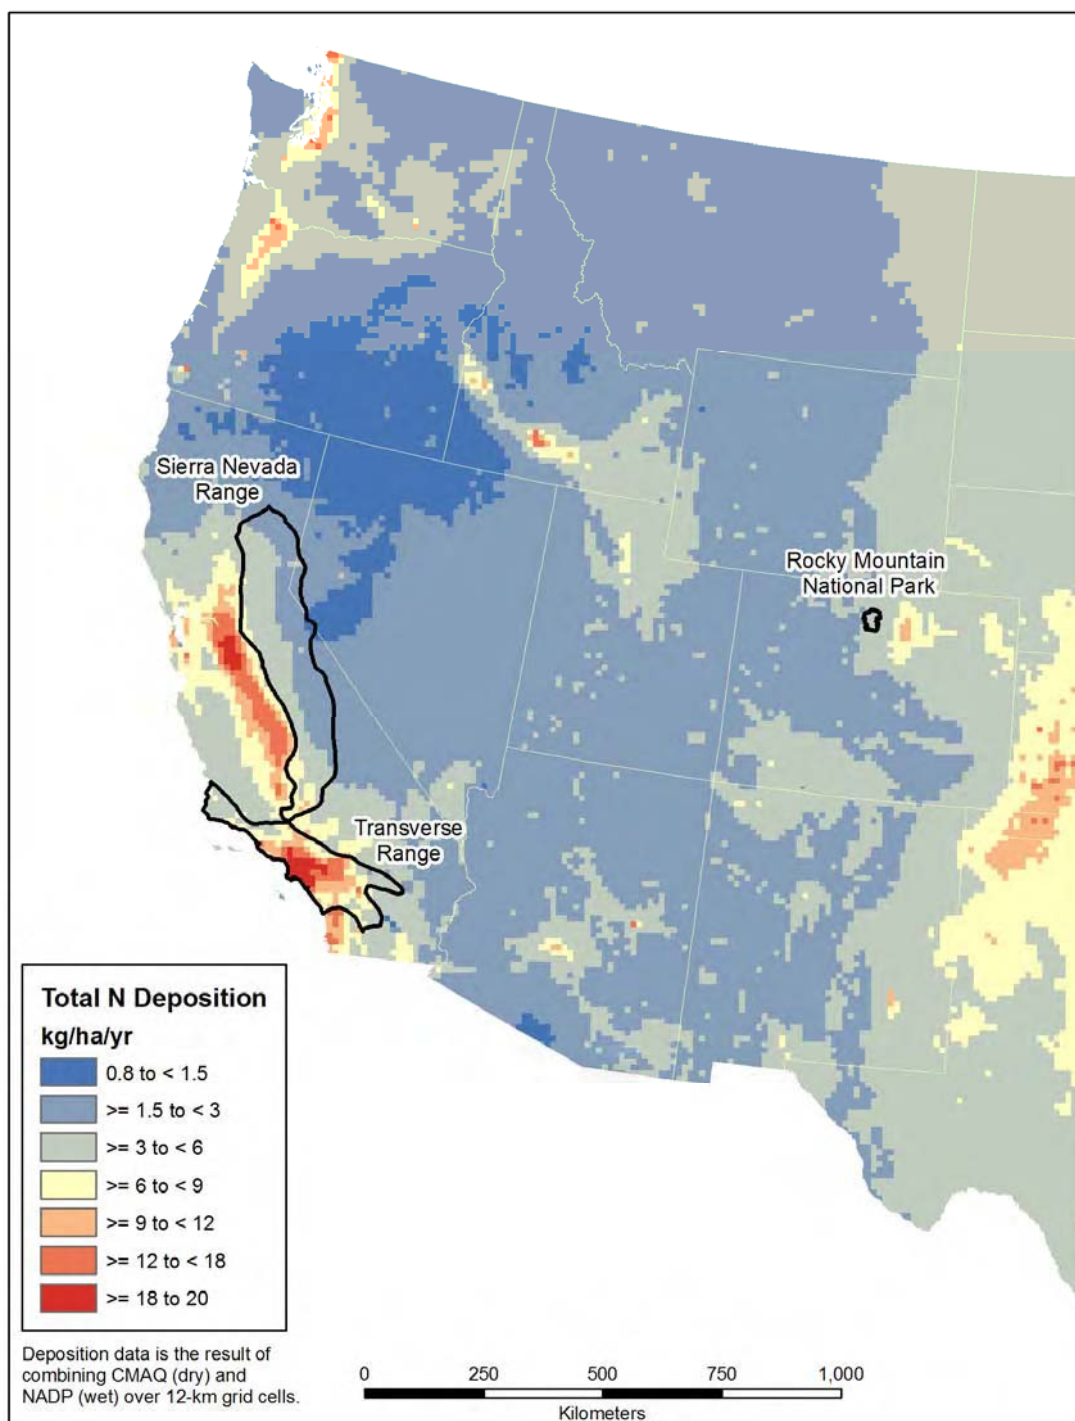 Sierra Nevada
Range
Rocky Mountain
National Park
Transverse
Range
Total N Deposition
kg/ha/yr
0.8 to < 1.5
>= 1.5 to < 3
>= 3 to < 6
>= 6 to < 9
>= 9 to < 12
>= 12 to < 18
>= 18 to 20
Deposition data is the result of
combining CMAQ (dry) and
NADP (wet) over 12-km grid cells.
0 250 500 750 1,000
Kilometers